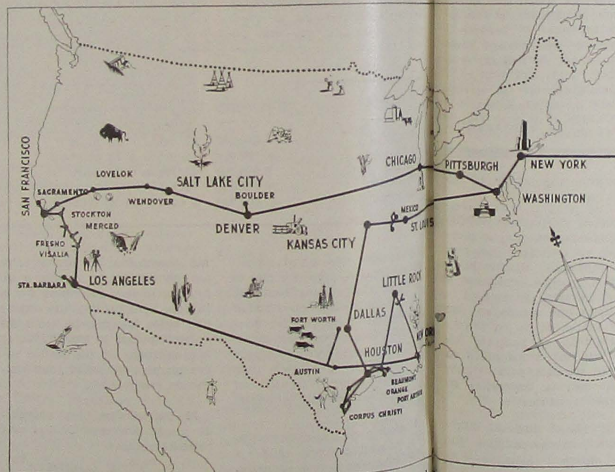 SAN FRANCISCO
SACRAMENTO
LOVELOK
WENDOVER
SALT LAKE CITY
BOULDER
DENVER
CHICAGO
PITTSBURGH
NEW YORK
WASHINGTON
STOCKTON
MERCED
FRESNO
VISALIA
STA. BARBARA
LOS ANGELES
KANSAS CITY
MEXICO
ST. LOUIS
LITTLE ROCK
FORT WORTH
DALLAS
HOUSTON
AUSTIN
BEAUMONT
ORANGE
PORT ARTHUR
CORPUS CHRISTI